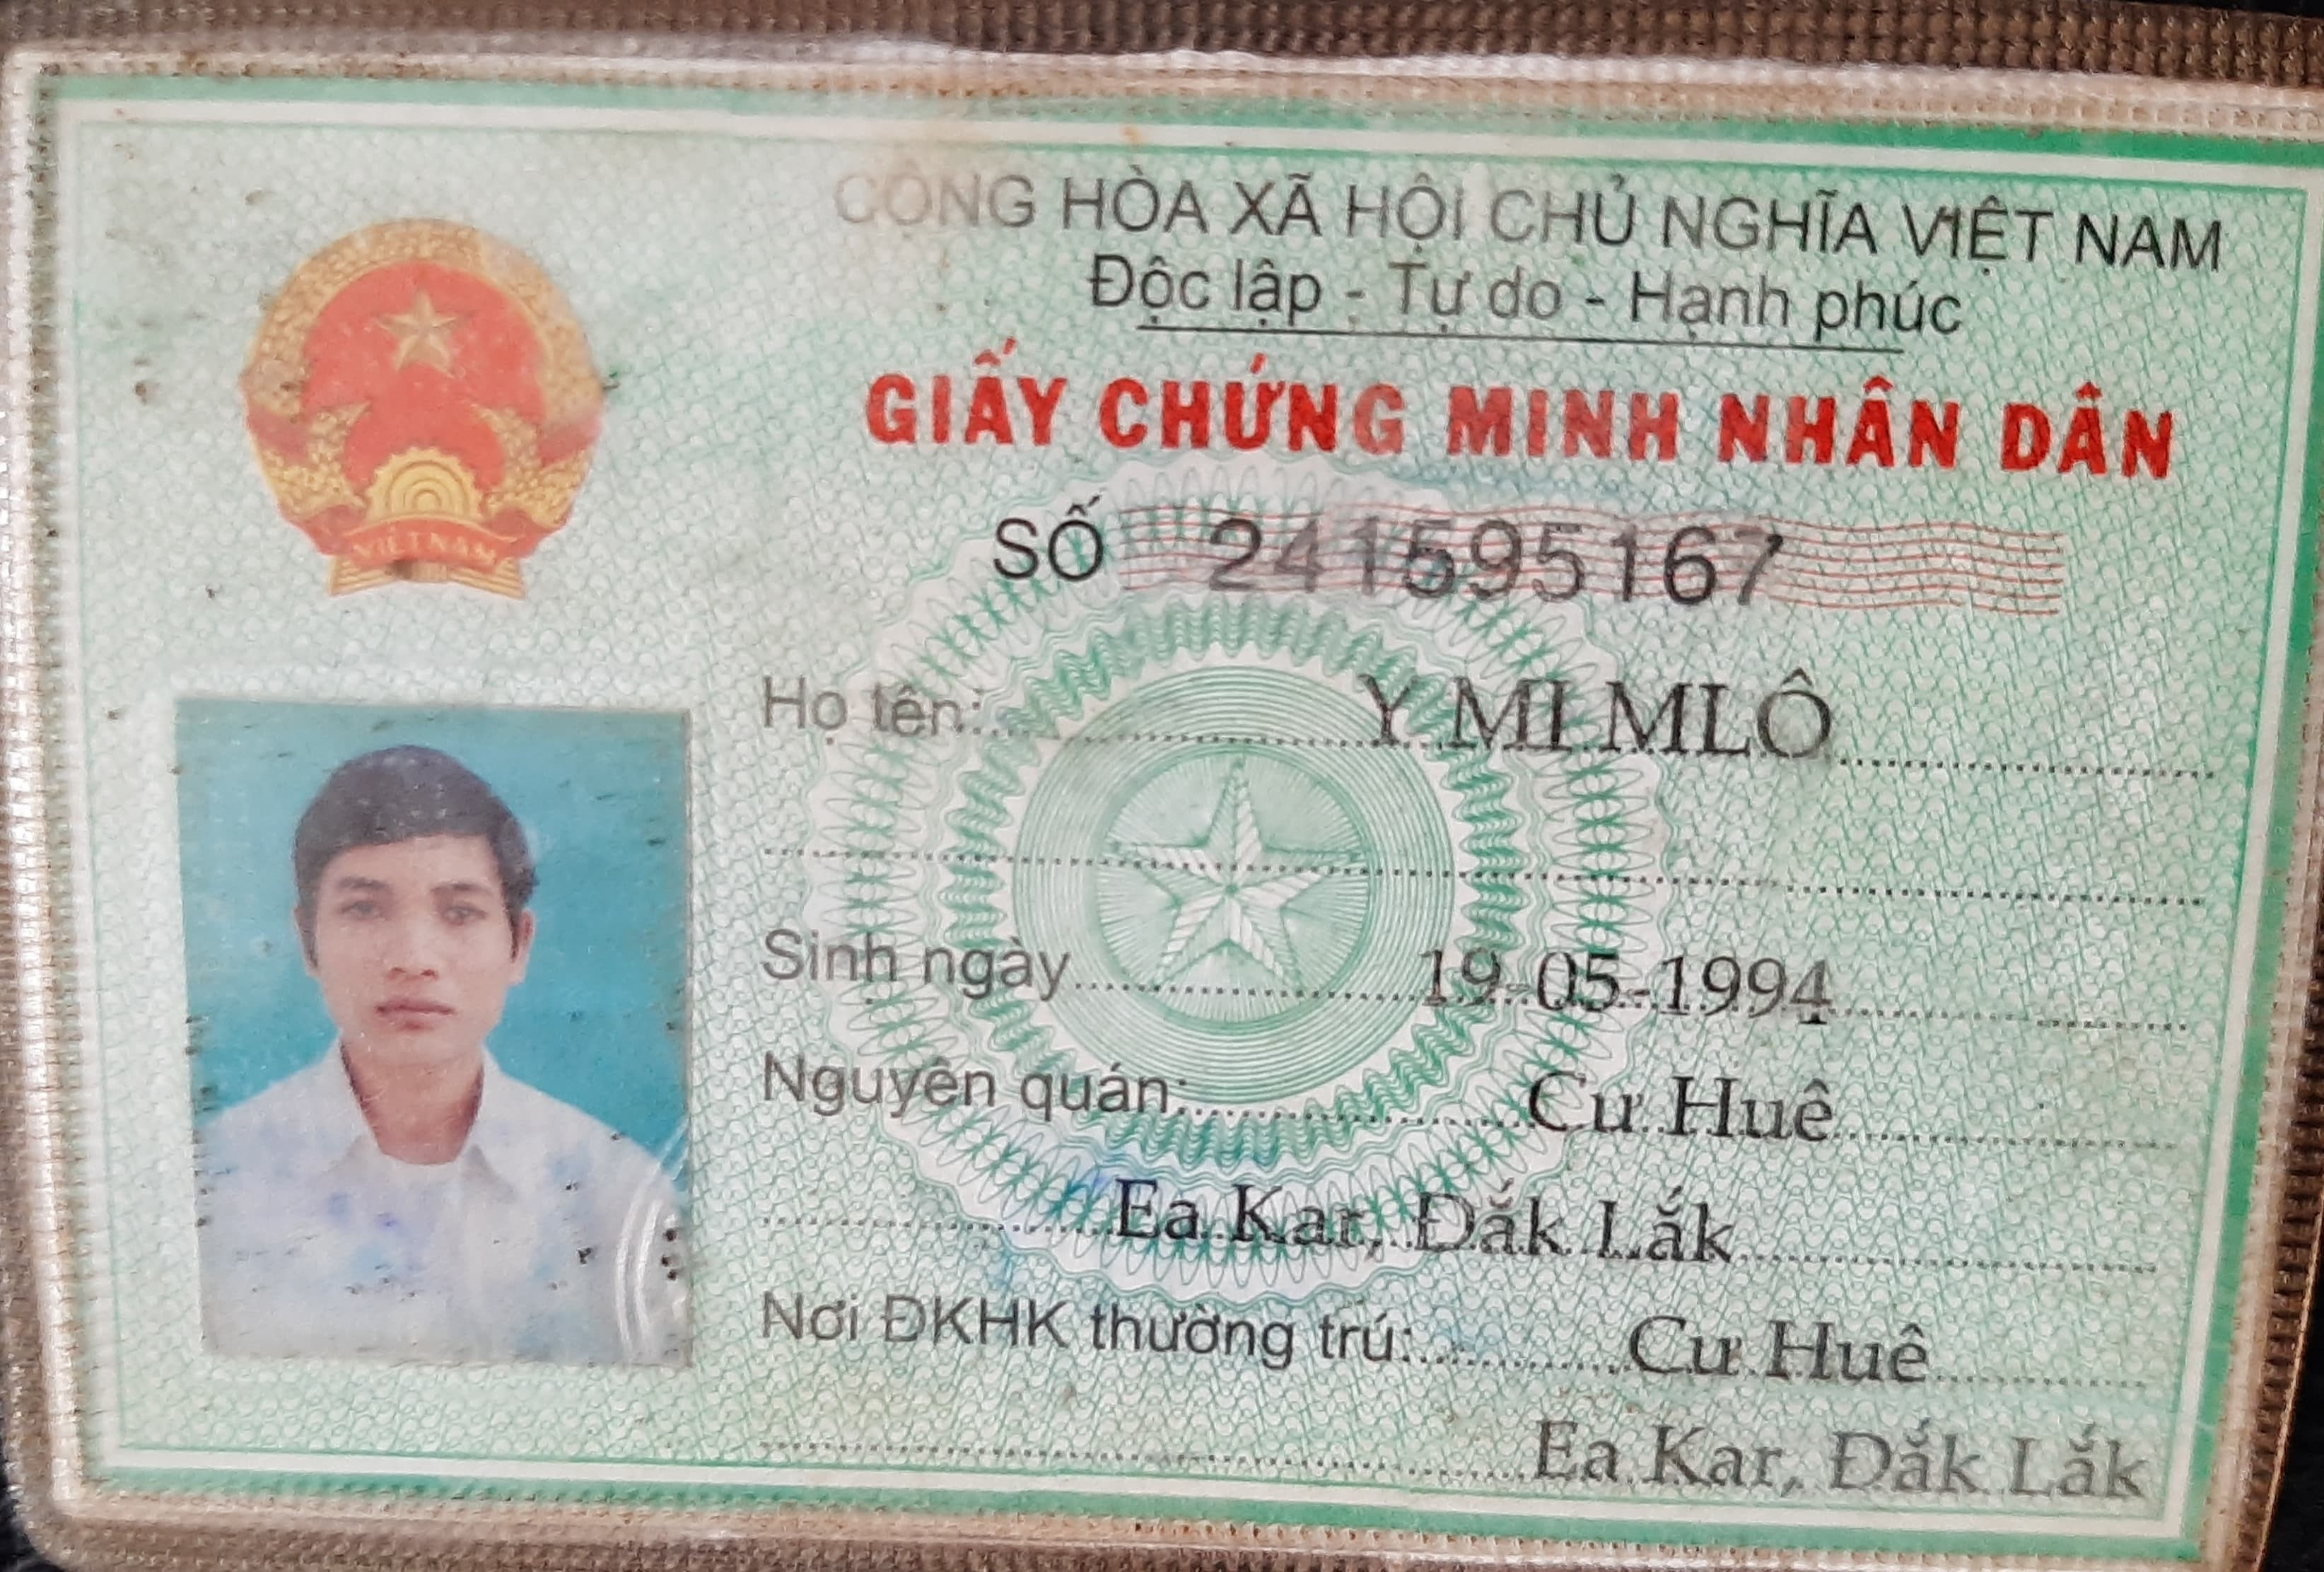 CỘNG HÒA XÃ HỘI CHỦ NGHĨA VIỆT NAM
Độc lập - Tự do - Hạnh phúc
GIẤY CHỨNG MINH NHÂN DÂN
SỐ 241595167
VIỆT NAM
Họ tên: Y MI MLÔ
Sinh ngày 19-05-1994
Nguyên quán: Cư Huê
Ea Kar, Đắk Lắk
Nơi ĐKHK thường trú: Cư Huê
Ea Kar, Đắk Lắk